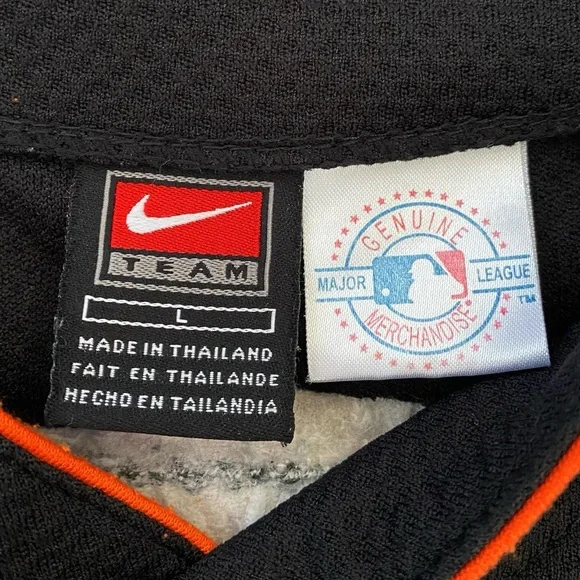 TEAM
L
MADE IN THAILAND
FAIT EN THAILANDE
HECHO EN TAILANDIA
GENUINE
MAJOR LEAGUE
TM
MERCHANDISE